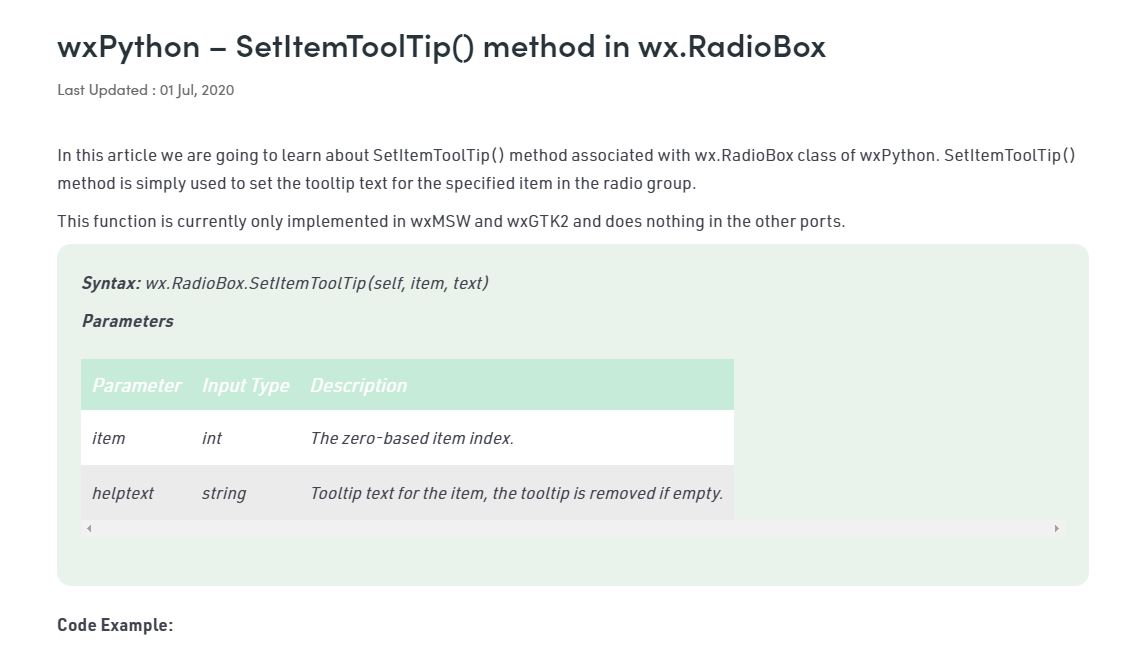 wxPython – SetItemToolTip() method in wx.RadioBox
Last Updated : 01 Jul, 2020
In this article we are going to learn about SetItemToolTip() method associated with wx.RadioBox class of wxPython. SetItemToolTip()
method is simply used to set the tooltip text for the specified item in the radio group.
This function is currently only implemented in wxMSW and wxGTK2 and does nothing in the other ports.
Syntax: wx.RadioBox.SetItemToolTip(self, item, text)
Parameters
Parameter Input Type Description
item int The zero-based item index.
helptext string Tooltip text for the item, the tooltip is removed if empty.
Code Example: